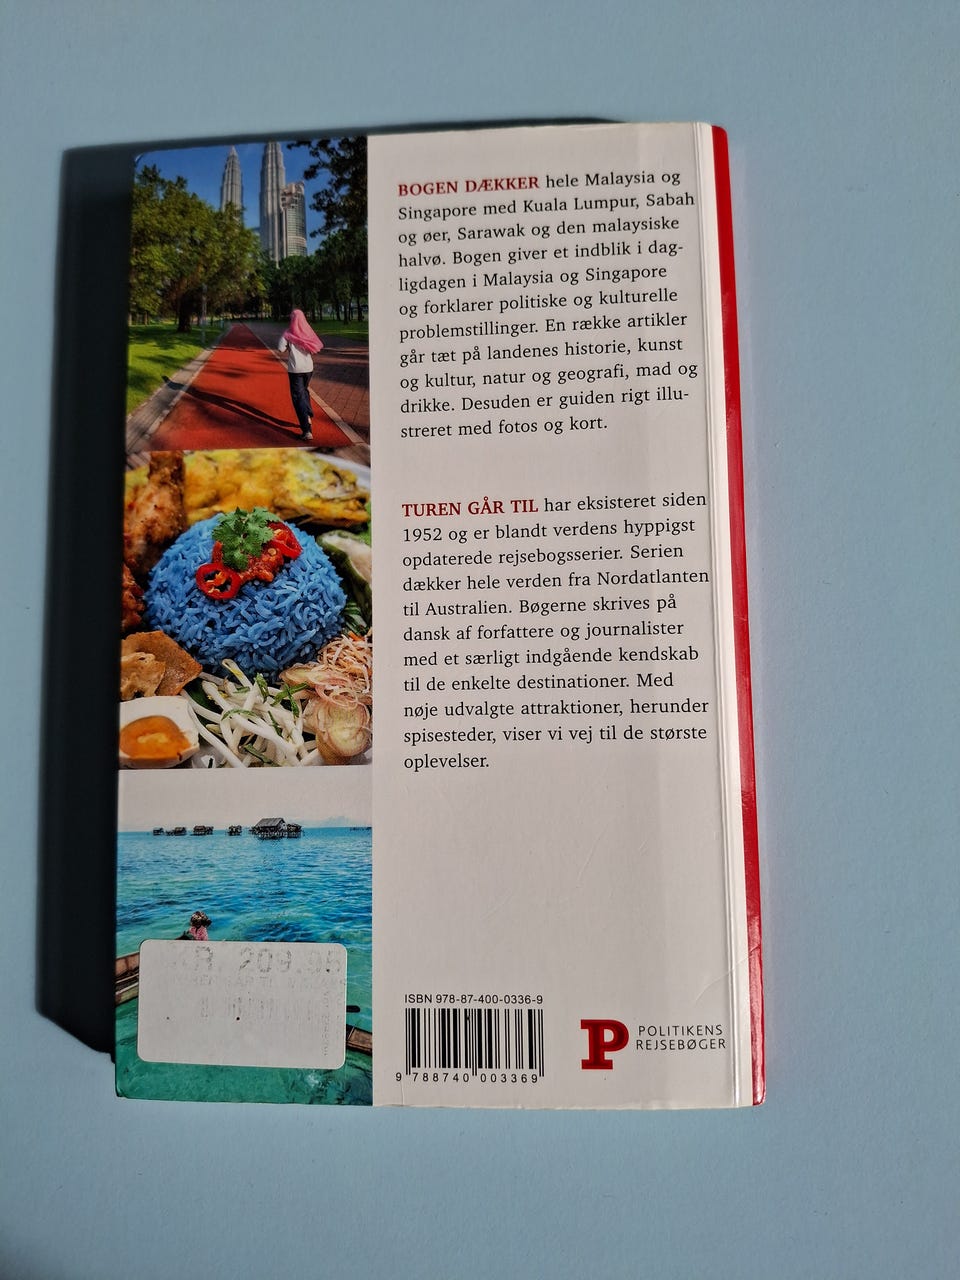 BOGEN DÆKKER hele Malaysia og
Singapore med Kuala Lumpur, Sabah
og øer, Sarawak og den malaysiske
halvø. Bogen giver et indblik i dag-
ligdagen i Malaysia og Singapore
og forklarer politiske og kulturelle
problemstillinger. En række artikler
går tæt på landenes historie, kunst
og kultur, natur og geografi, mad og
drikke. Desuden er guiden rigt illu-
streret med fotos og kort.
TUREN GÅR TIL har eksisteret siden
1952 og er blandt verdens hyppigst
opdaterede rejsebogsserier. Serien
dækker hele verden fra Nordatlanten
til Australien. Bøgerne skrives på
dansk af forfattere og journalister
med et særligt indgående kendskab
til de enkelte destinationer. Med
nøje udvalgte attraktioner, herunder
spisesteder, viser vi vej til de største
oplevelser.
209.95
ISBN 978-87-400-0336-9
9 788740 003369
P POLITIKENS
REJSEBØGER